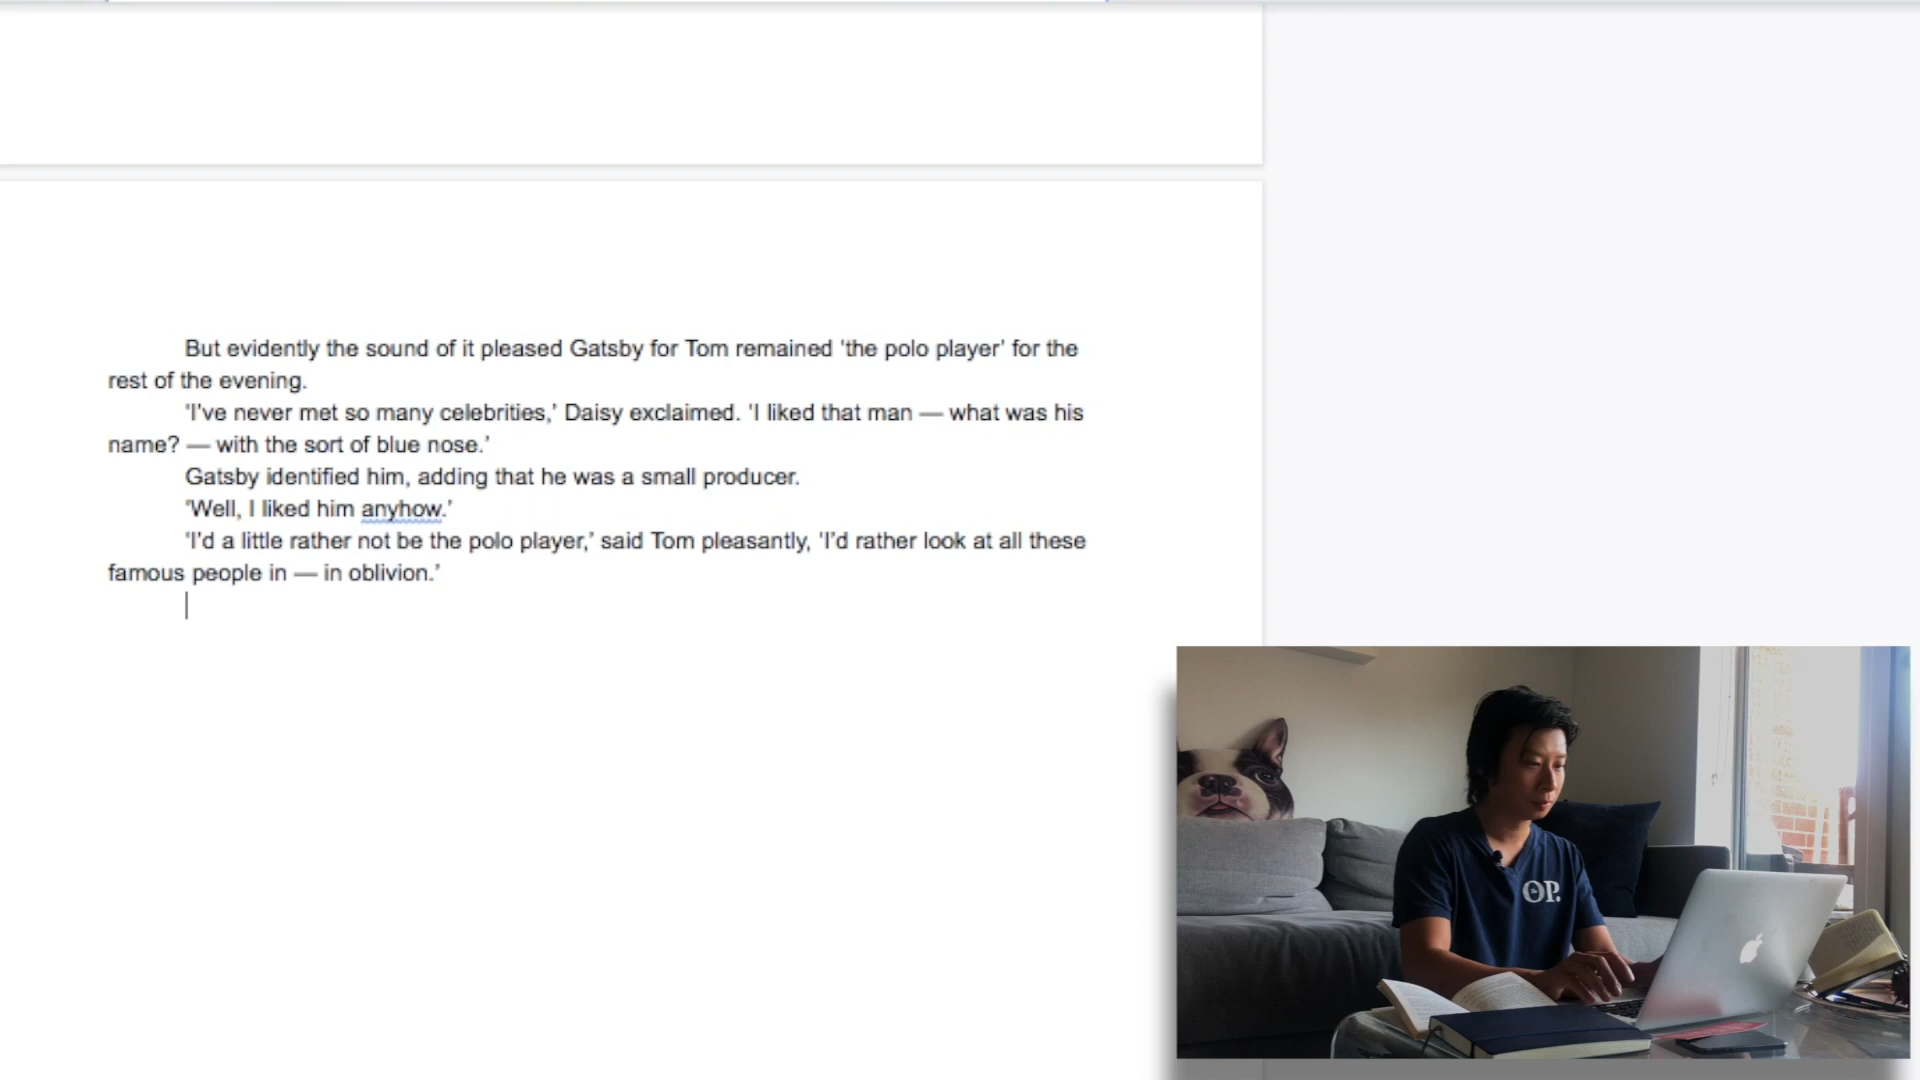 But evidently the sound of it pleased Gatsby for Tom remained 'the polo player' for the
rest of the evening.
'I've never met so many celebrities,' Daisy exclaimed. 'I liked that man — what was his
name? — with the sort of blue nose.'
Gatsby identified him, adding that he was a small producer.
'Well, I liked him anyhow.'
'I'd a little rather not be the polo player,' said Tom pleasantly, 'I'd rather look at all these
famous people in — in oblivion.'
OP.